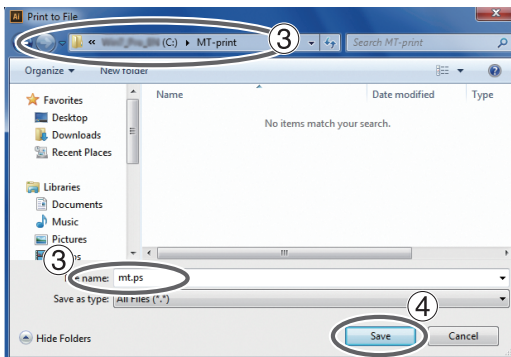 Ai Print to File
« (C:) ▸ MT-print ③ Search MT-print
Organize ▾ New folder
Favorites
Desktop
Downloads
Recent Places
Libraries
Documents
Music
Pictures
③
Name Date modified Type
No items match your search.
name: mt.ps
Save as type: All Files (*.*)
④
Hide Folders Save Cancel